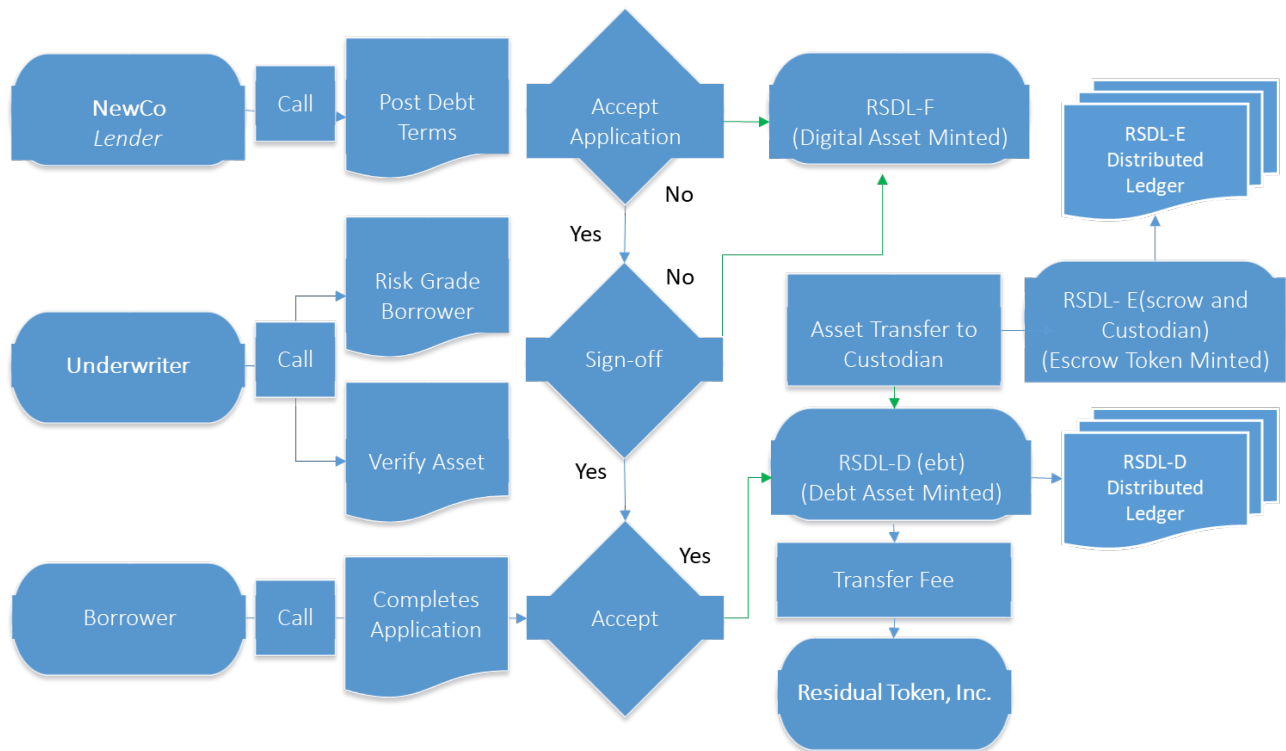 NewCo
Lender
Call
Post Debt
Terms
Accept
Application
RSDL-F
(Digital Asset Minted)
RSDL-E
Distributed
Ledger
No
Yes
Underwriter
Call
Risk Grade
Borrower
Verify Asset
No
Sign-off
Asset Transfer to
Custodian
RSDL- E(scrow and
Custodian)
(Escrow Token Minted)
Yes
RSDL-D (ebt)
(Debt Asset Minted)
RSDL-D
Distributed
Ledger
Borrower
Call
Completes
Application
Accept
Yes
Transfer Fee
Residual Token, Inc.